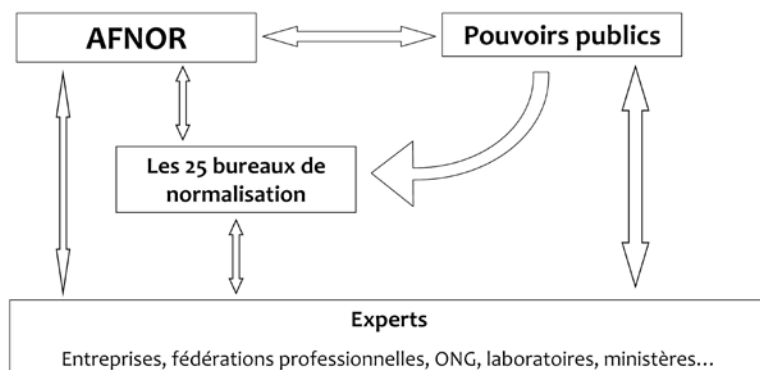 AFNOR
Pouvoirs publics
Les 25 bureaux de
normalisation
Experts
Entreprises, fédérations professionnelles, ONG, laboratoires, ministères...